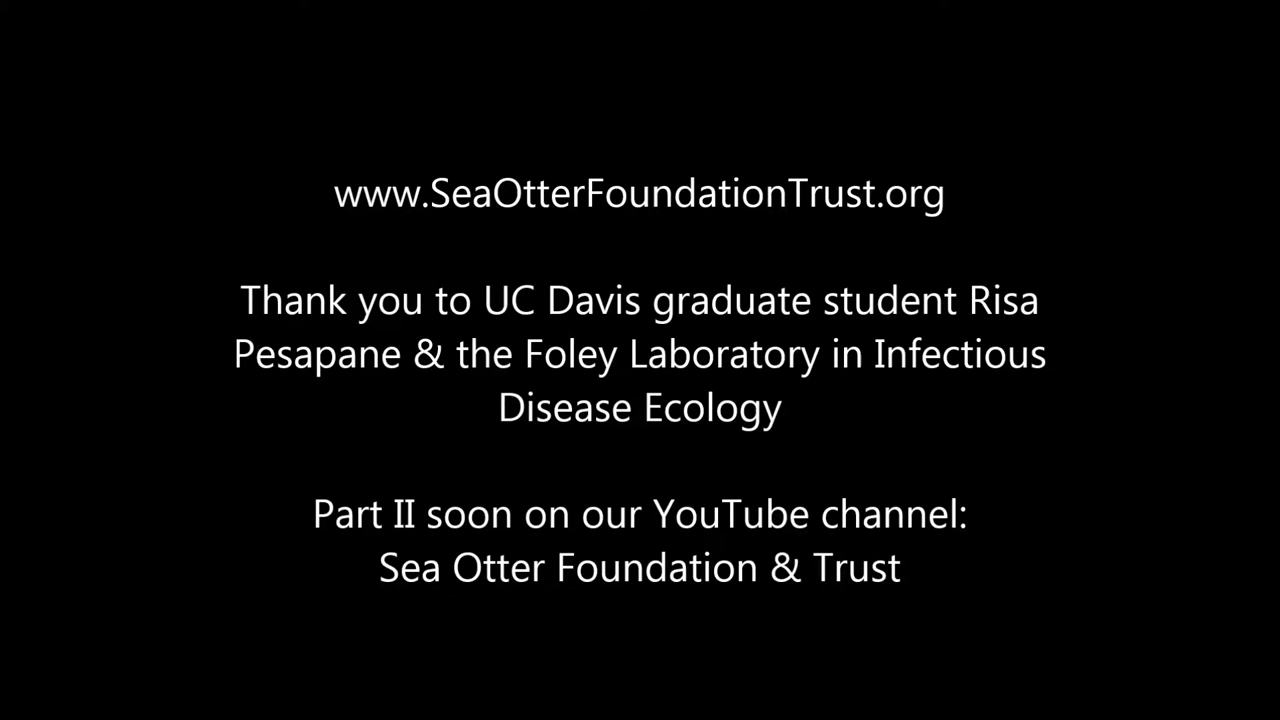 www.SeaOtterFoundationTrust.org
Thank you to UC Davis graduate student Risa
Pesapane & the Foley Laboratory in Infectious
Disease Ecology
Part II soon on our YouTube channel:
Sea Otter Foundation & Trust